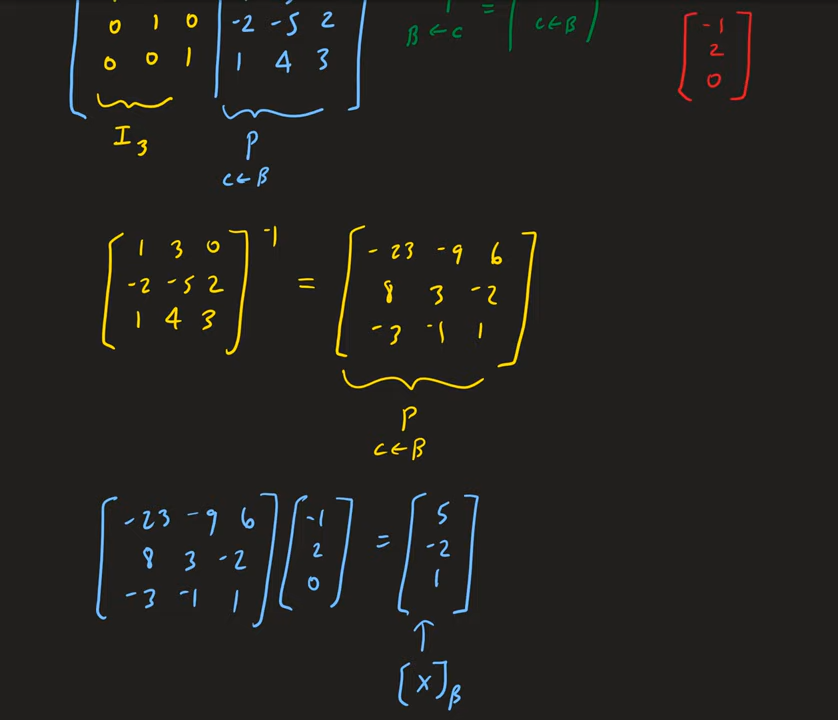 0 1 0 -2 -5 2 B ← C = ( C ← B )
0 0 1 1 4 3
-1
2
0
I₃ P
C ← B
[ 1 3 0 ]⁻¹ = [ -23 -9 6 ]
[ -2 -5 2 ] [ 8 3 -2 ]
[ 1 4 3 ] [ -3 -1 1 ]
P
C ← B
[ -23 -9 6 ] [ -1 ] = [ 5 ]
[ 8 3 -2 ] [ 2 ] [ -2 ]
[ -3 -1 1 ] [ 0 ] [ 1 ]
↑
[x]_B